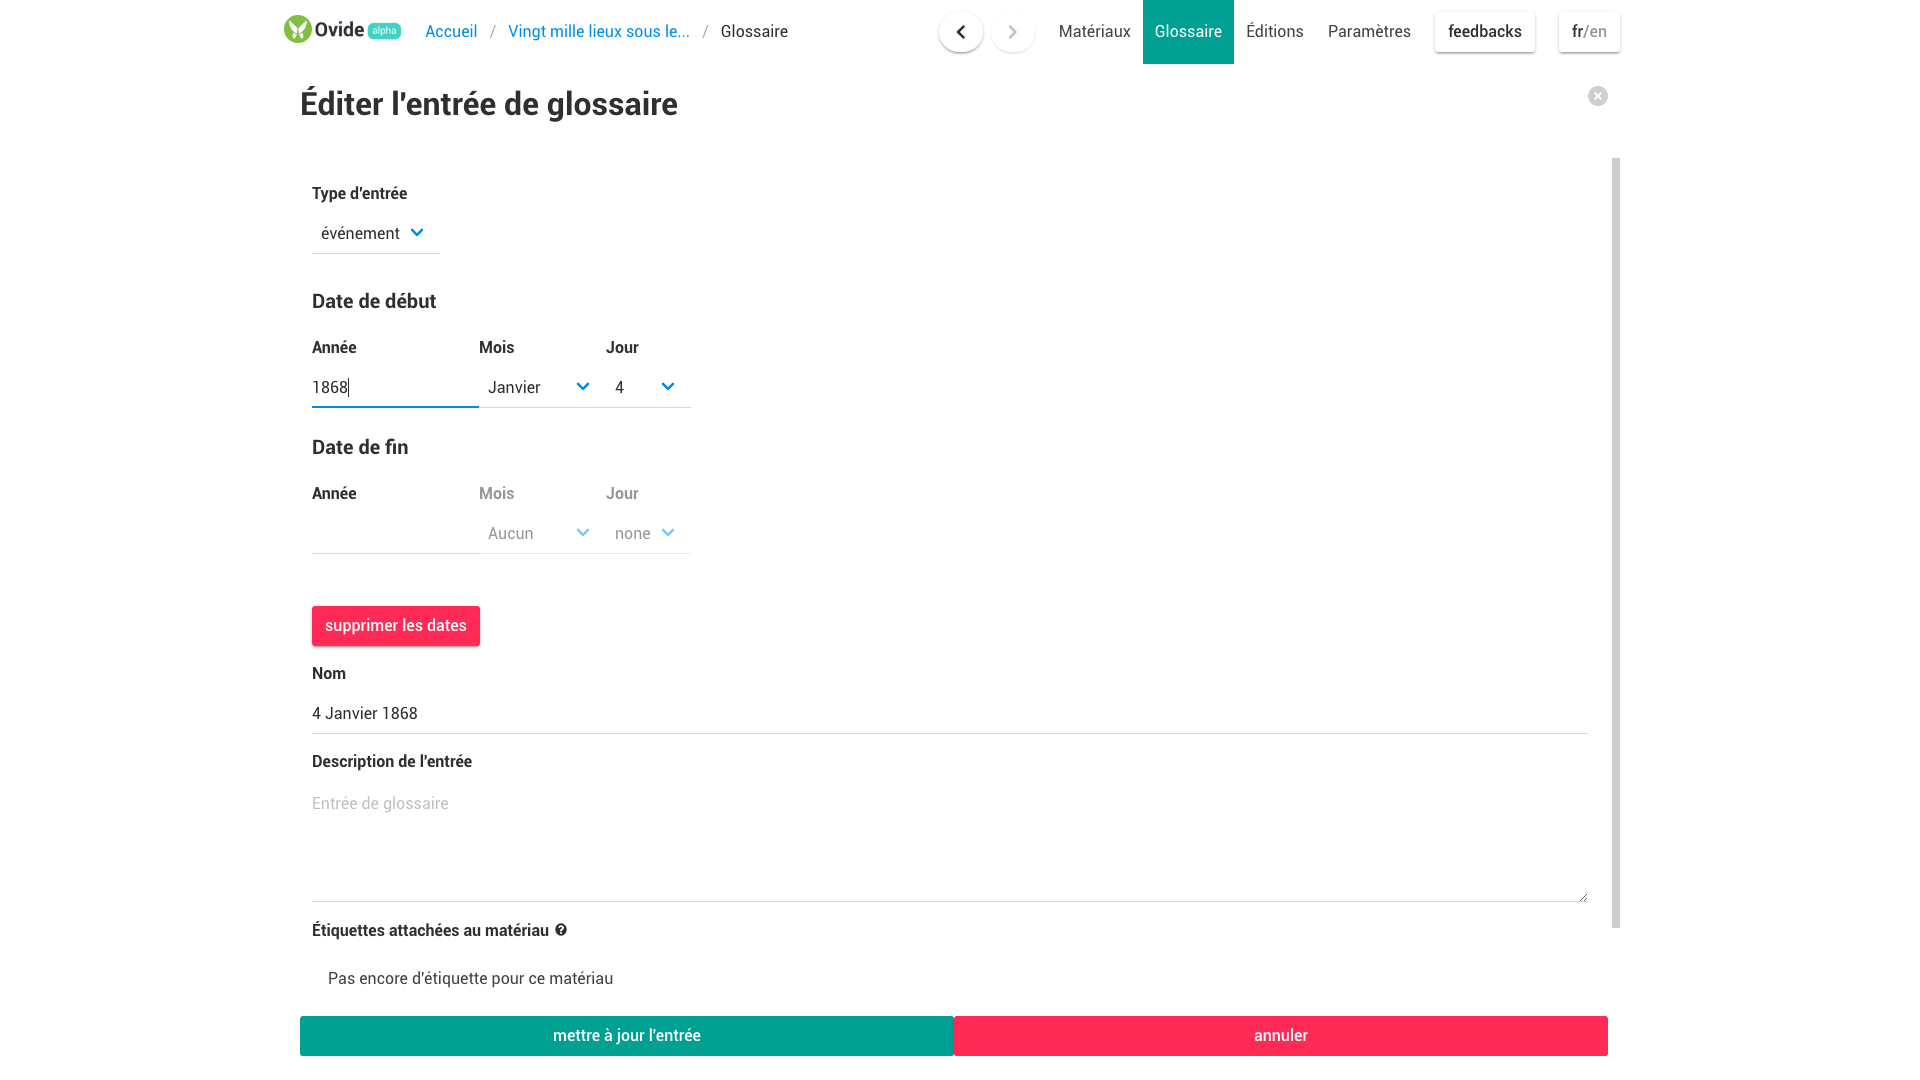 Ovide alpha
Accueil / Vingt mille lieux sous le... / Glossaire
Matériaux Glossaire Éditions Paramètres feedbacks fr/en
Éditer l'entrée de glossaire
Type d'entrée
événement
Date de début
Année Mois Jour
1868 Janvier 4
Date de fin
Année Mois Jour
Aucun none
supprimer les dates
Nom
4 Janvier 1868
Description de l'entrée
Entrée de glossaire
Étiquettes attachées au matériau ?
Pas encore d'étiquette pour ce matériau
mettre à jour l'entrée annuler